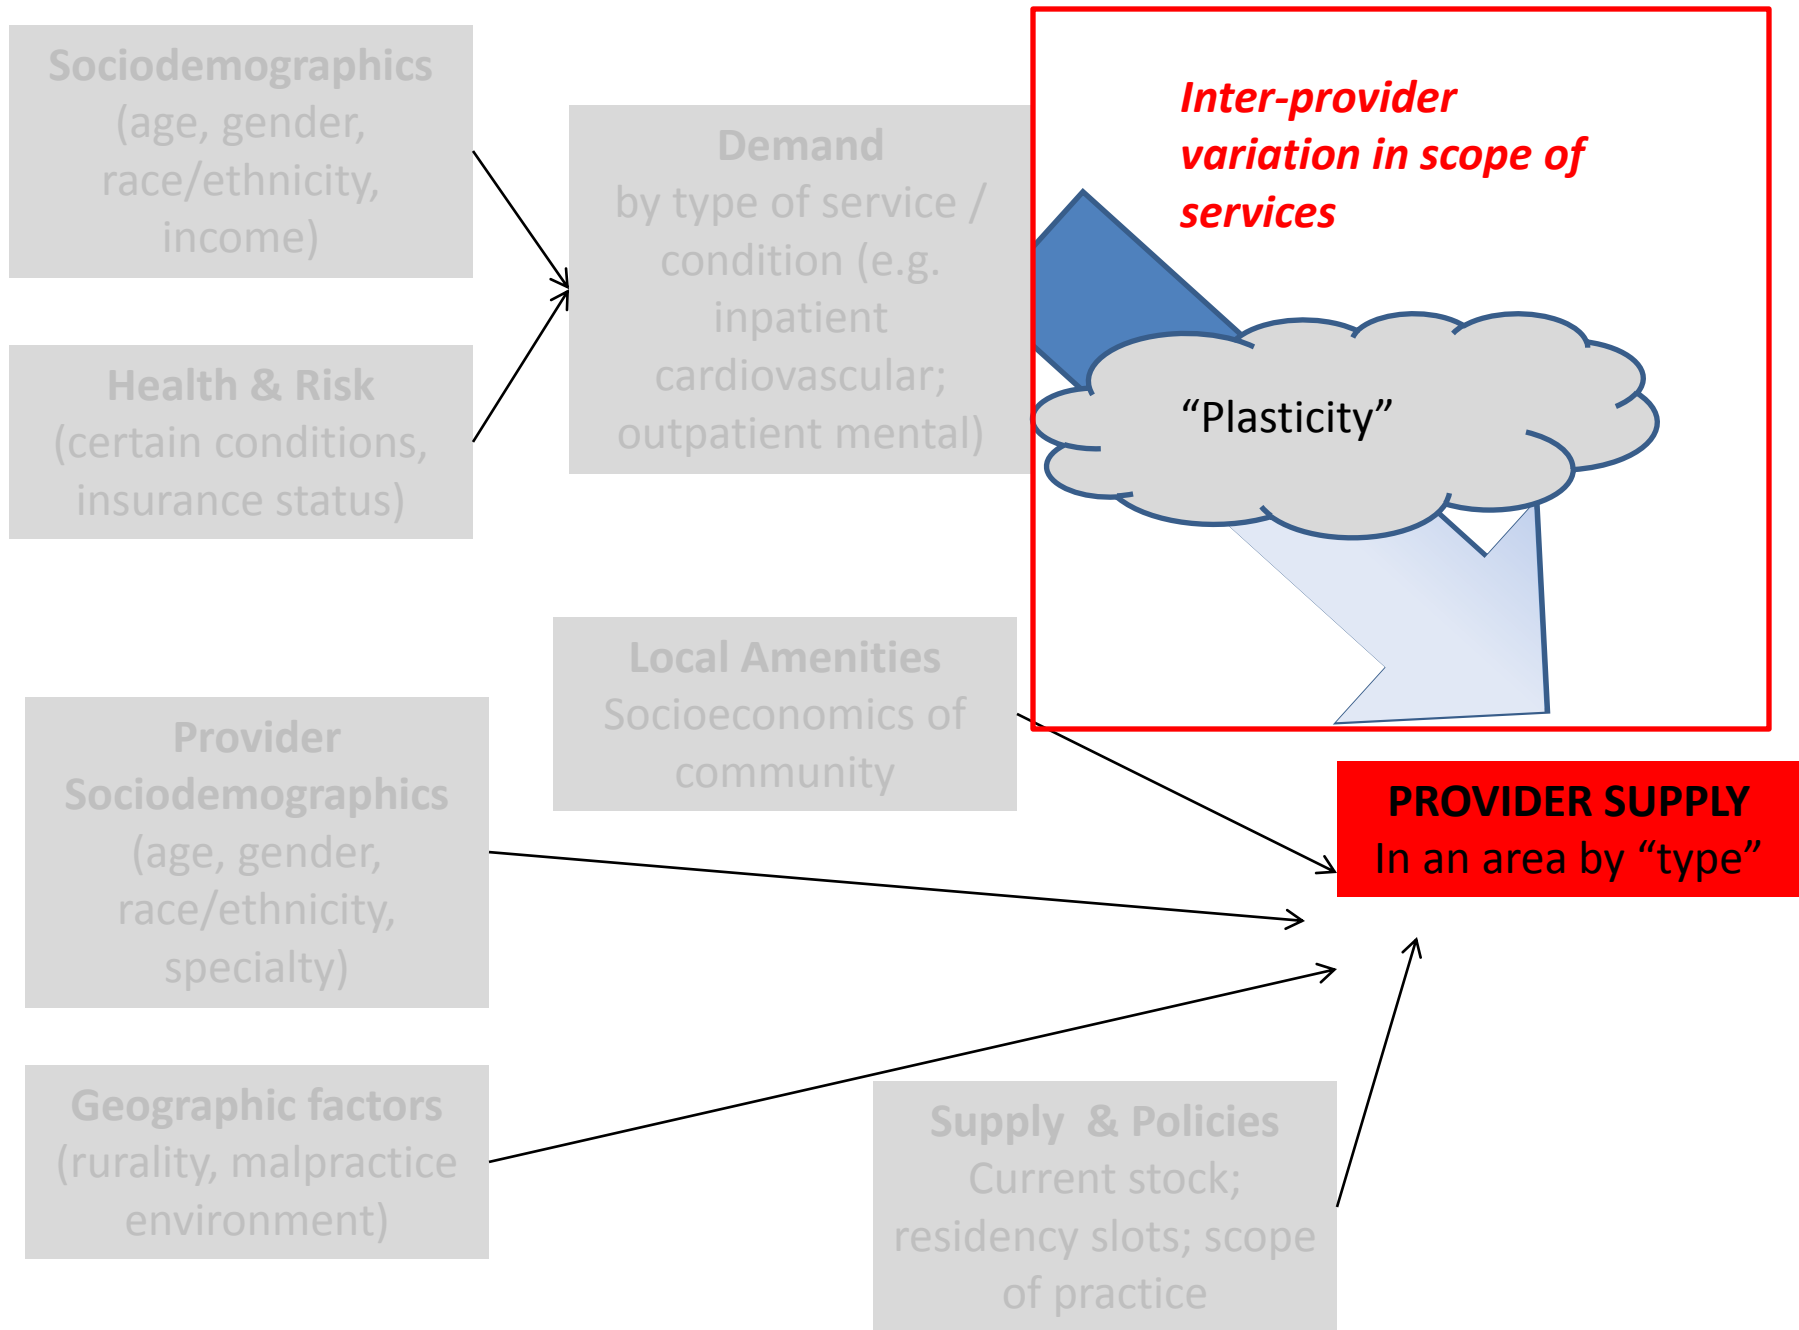 Sociodemographics
(age, gender,
race/ethnicity,
income)
Health & Risk
(certain conditions,
insurance status)
Demand
by type of service /
condition (e.g.
inpatient
cardiovascular;
outpatient mental)
Inter-provider
variation in scope of
services
“Plasticity”
Local Amenities
Socioeconomics of
community
Provider
Sociodemographics
(age, gender,
race/ethnicity,
specialty)
PROVIDER SUPPLY
In an area by “type”
Geographic factors
(rurality, malpractice
environment)
Supply & Policies
Current stock;
residency slots; scope
of practice